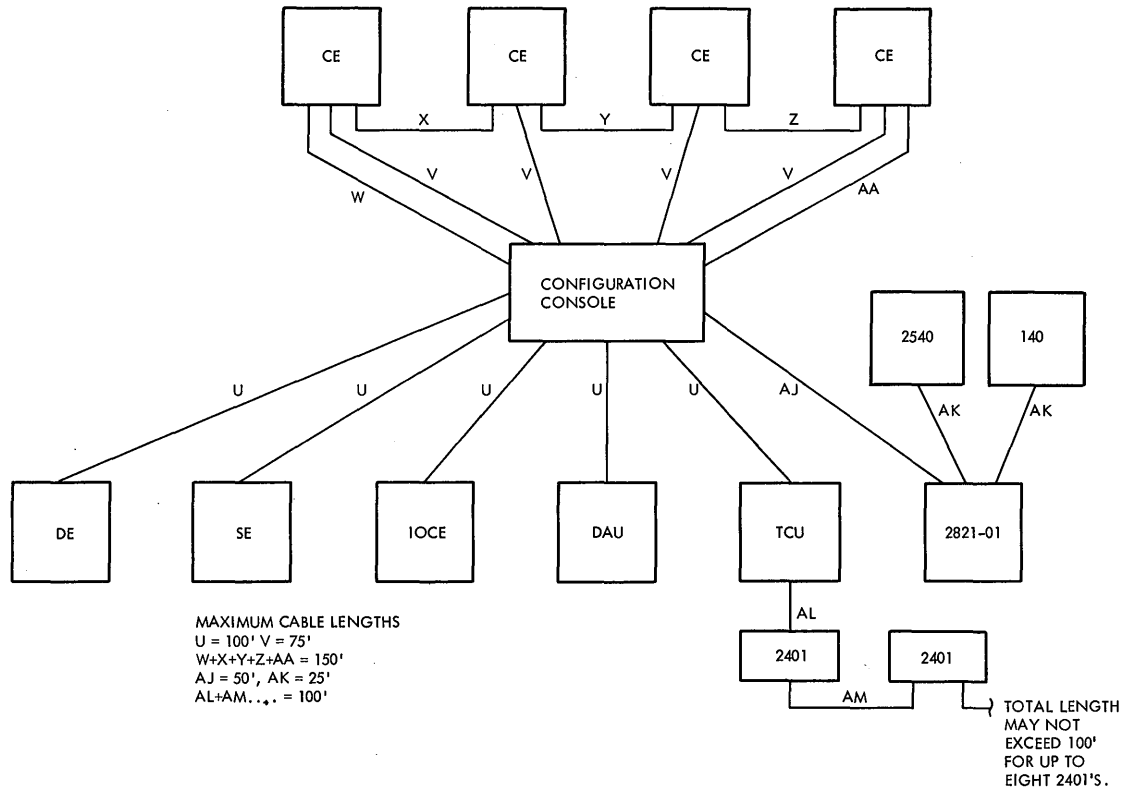 CE
CE
CE
CE
X
Y
Z
V
V
V
V
W
AA
CONFIGURATION
CONSOLE
2540
140
U
U
U
U
U
AJ
AK
AK
DE
SE
IOCE
DAU
TCU
2821-01
MAXIMUM CABLE LENGTHS
U = 100' V = 75'
W+X+Y+Z+AA = 150'
AJ = 50', AK = 25'
AL+AM.... = 100'
AL
2401
2401
AM
TOTAL LENGTH
MAY NOT
EXCEED 100'
FOR UP TO
EIGHT 2401'S.